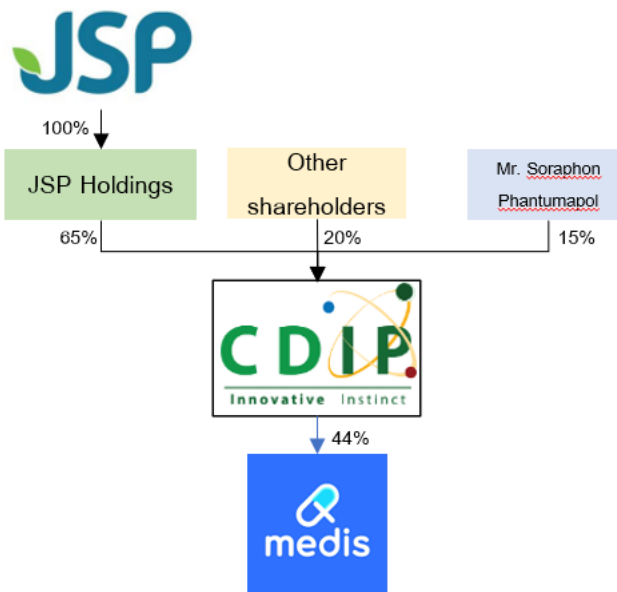 JSP
100%
JSP Holdings
Other
shareholders
Mr. Soraphon
Phantumapol
65%
20%
15%
CDIP
Innovative Instinct
44%
medis